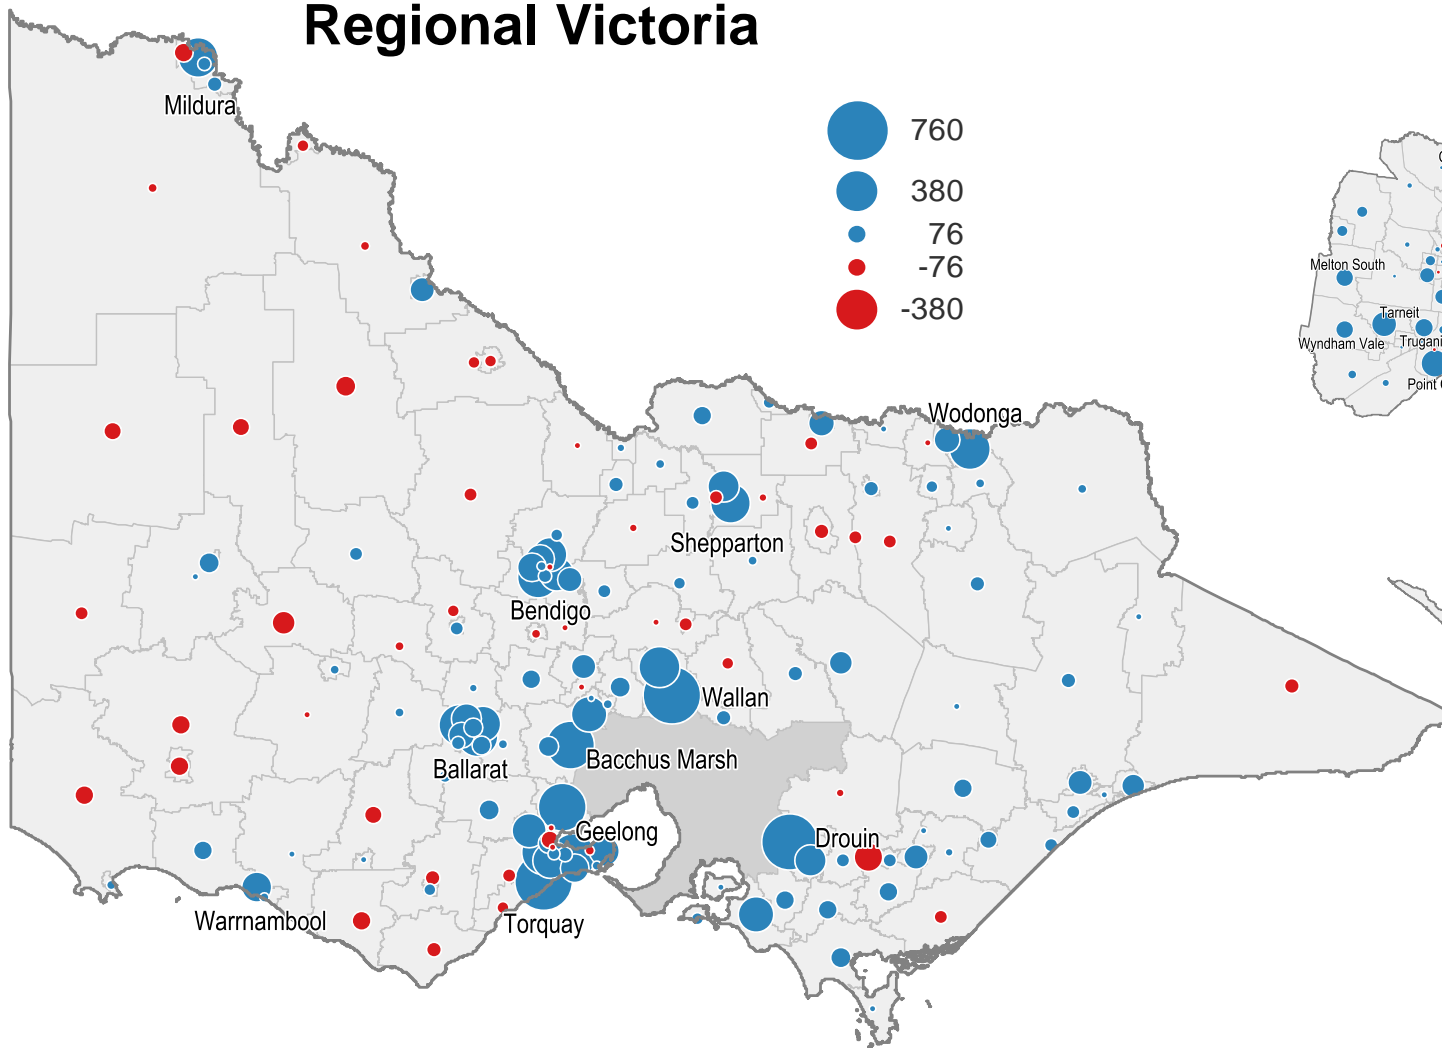 Regional Victoria
Mildura
760
380
76
-76
-380
Melton South
Tarneit
Wyndham Vale
Point
Wodonga
Shepparton
Bendigo
Wallan
Bacchus Marsh
Ballarat
Geelong
Drouin
Warrnambool
Torquay